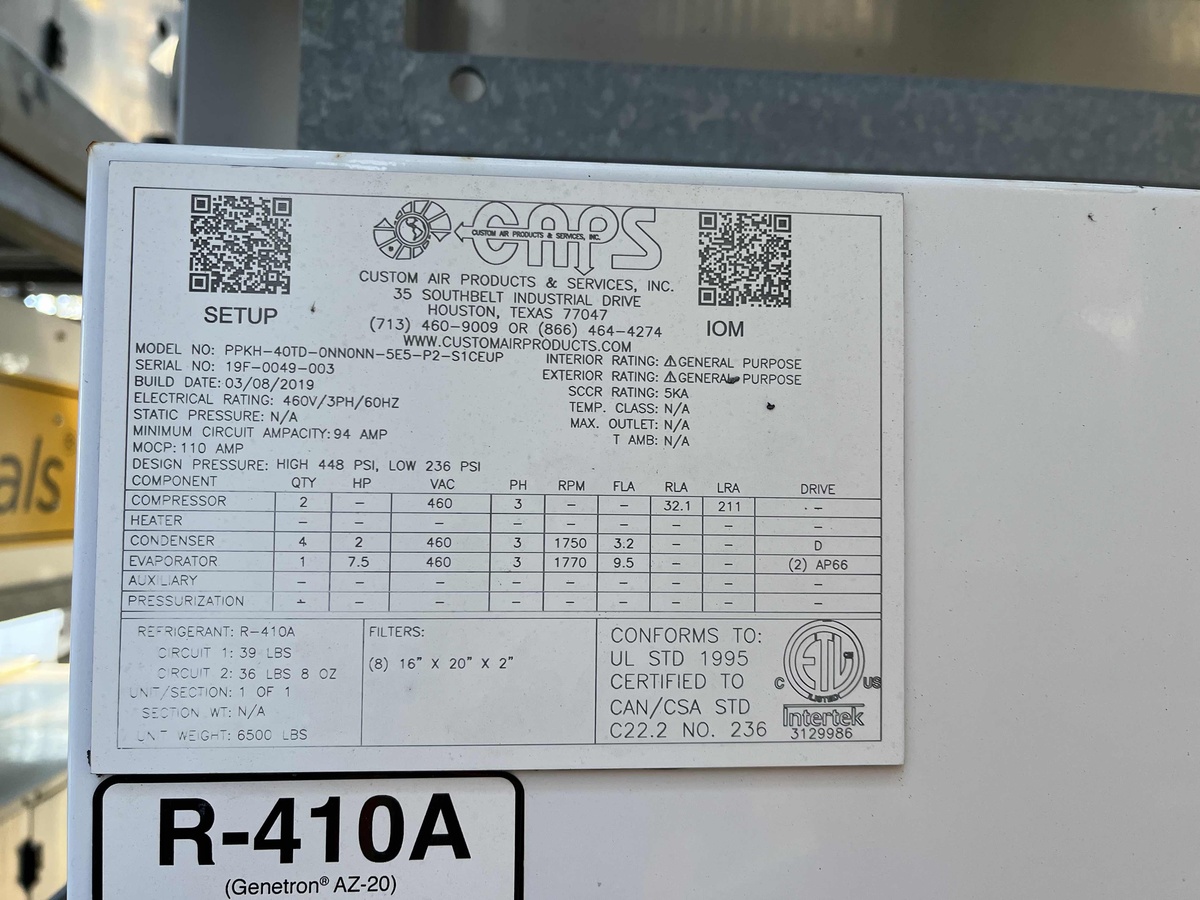 CAPS
CUSTOM AIR PRODUCTS & SERVICES, INC.
CUSTOM AIR PRODUCTS & SERVICES, INC.
35 SOUTHBELT INDUSTRIAL DRIVE
HOUSTON, TEXAS 77047
(713) 460-9009 OR (866) 464-4274
WWW.CUSTOMAIRPRODUCTS.COM
SETUP
IOM
MODEL NO: PPKH-40TD-0NN0NN-5E5-P2-S1CEUP
SERIAL NO: 19F-0049-003
BUILD DATE: 03/08/2019
ELECTRICAL RATING: 460V/3PH/60HZ
STATIC PRESSURE: N/A
MINIMUM CIRCUIT AMPACITY: 94 AMP
MOCP: 110 AMP
DESIGN PRESSURE: HIGH 448 PSI, LOW 236 PSI
INTERIOR RATING: ⚠GENERAL PURPOSE
EXTERIOR RATING: ⚠GENERAL PURPOSE
SCCR RATING: 5KA
TEMP. CLASS: N/A
MAX. OUTLET: N/A
T AMB: N/A
COMPONENT QTY HP VAC PH RPM FLA RLA LRA DRIVE
COMPRESSOR 2 - 460 3 - - 32.1 211 -
HEATER - - - - - - - - -
CONDENSER 4 2 460 3 1750 3.2 - - D
EVAPORATOR 1 7.5 460 3 1770 9.5 - - (2) AP66
AUXILIARY - - - - - - - - -
PRESSURIZATION - - - - - - - - -
REFRIGERANT: R-410A
CIRCUIT 1: 39 LBS
CIRCUIT 2: 36 LBS 8 OZ
UNIT/SECTION: 1 OF 1
SECTION WT: N/A
UNIT WEIGHT: 6500 LBS
FILTERS:
(8) 16" X 20" X 2"
CONFORMS TO:
UL STD 1995
CERTIFIED TO
CAN/CSA STD
C22.2 NO. 236
C ETL US
LISTED
Intertek
3129986
R-410A
(Genetron® AZ-20)
als®